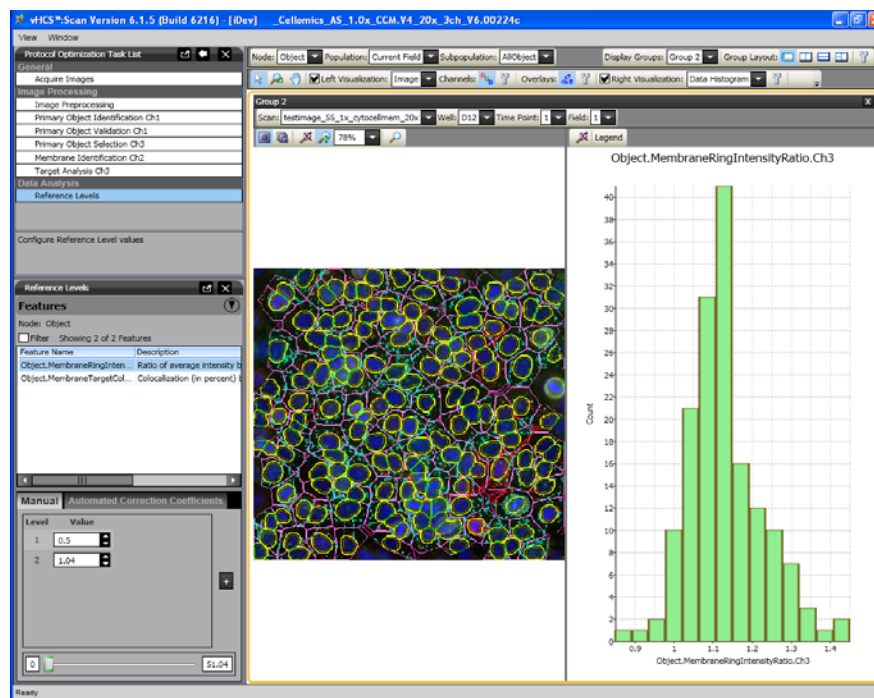 vHCS™:Scan Version 6.1.5 (Build 6216) - [iDev] _Cellomics_AS_1.0x_CCM.V4_20x_3ch_V6.00224c
View Window
Protocol Optimization Task List
General
Acquire Images
Image Processing
Image Preprocessing
Primary Object Identification Ch1
Primary Object Validation Ch1
Primary Object Selection Ch3
Membrane Identification Ch2
Target Analysis Ch3
Data Analysis
Reference Levels
Configure Reference Level values
Reference Levels
Features
Node: Object
Filter Showing 2 of 2 Features
Feature Name Description
Object.MembraneRingInten... Ratio of average intensity b
Object.MembraneTargetCol... Colocalization (in percent) b
Manual Automated Correction Coefficients
Level Value
1 0.5
2 1.04
+
0 51.04
Ready
Node: Object Population: Current Field Subpopulation: AllObject Display Groups: Group 2 Group Layout:
Left Visualization: Image Channels: Overlays: Right Visualization: Data Histogram
Group 2
Scan: testimage_55_1x_cytocellmem_20x Well: D12 Time Point: 1 Field: 1
78%
Legend
Object.MembraneRingIntensityRatio.Ch3
40
38
36
34
32
30
28
26
24
22
20
18
16
14
12
10
8
6
4
2
0
Count
0.9 1 1.1 1.2 1.3 1.4
Object.MembraneRingIntensityRatio.Ch3